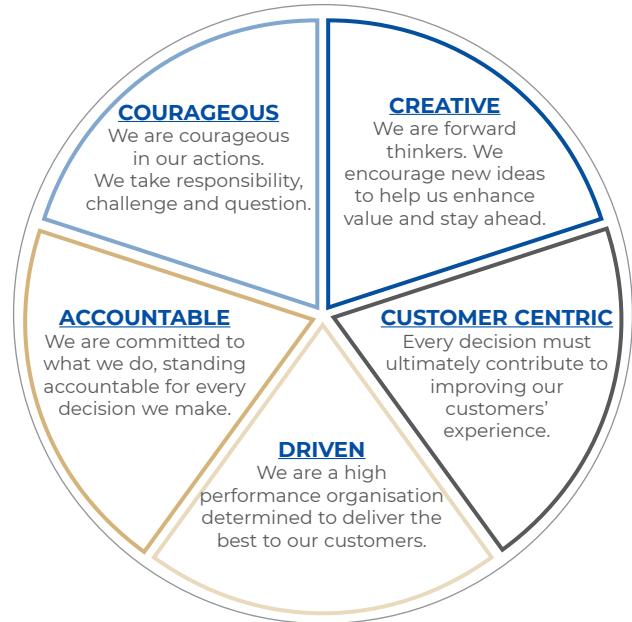 COURAGEOUS
We are courageous
in our actions.
We take responsibility,
challenge and question.
CREATIVE
We are forward
thinkers. We
encourage new ideas
to help us enhance
value and stay ahead.
ACCOUNTABLE
We are committed to
what we do, standing
accountable for every
decision we make.
CUSTOMER CENTRIC
Every decision must
ultimately contribute to
improving our
customers’
experience.
DRIVEN
We are a high
performance organisation
determined to deliver the
best to our customers.